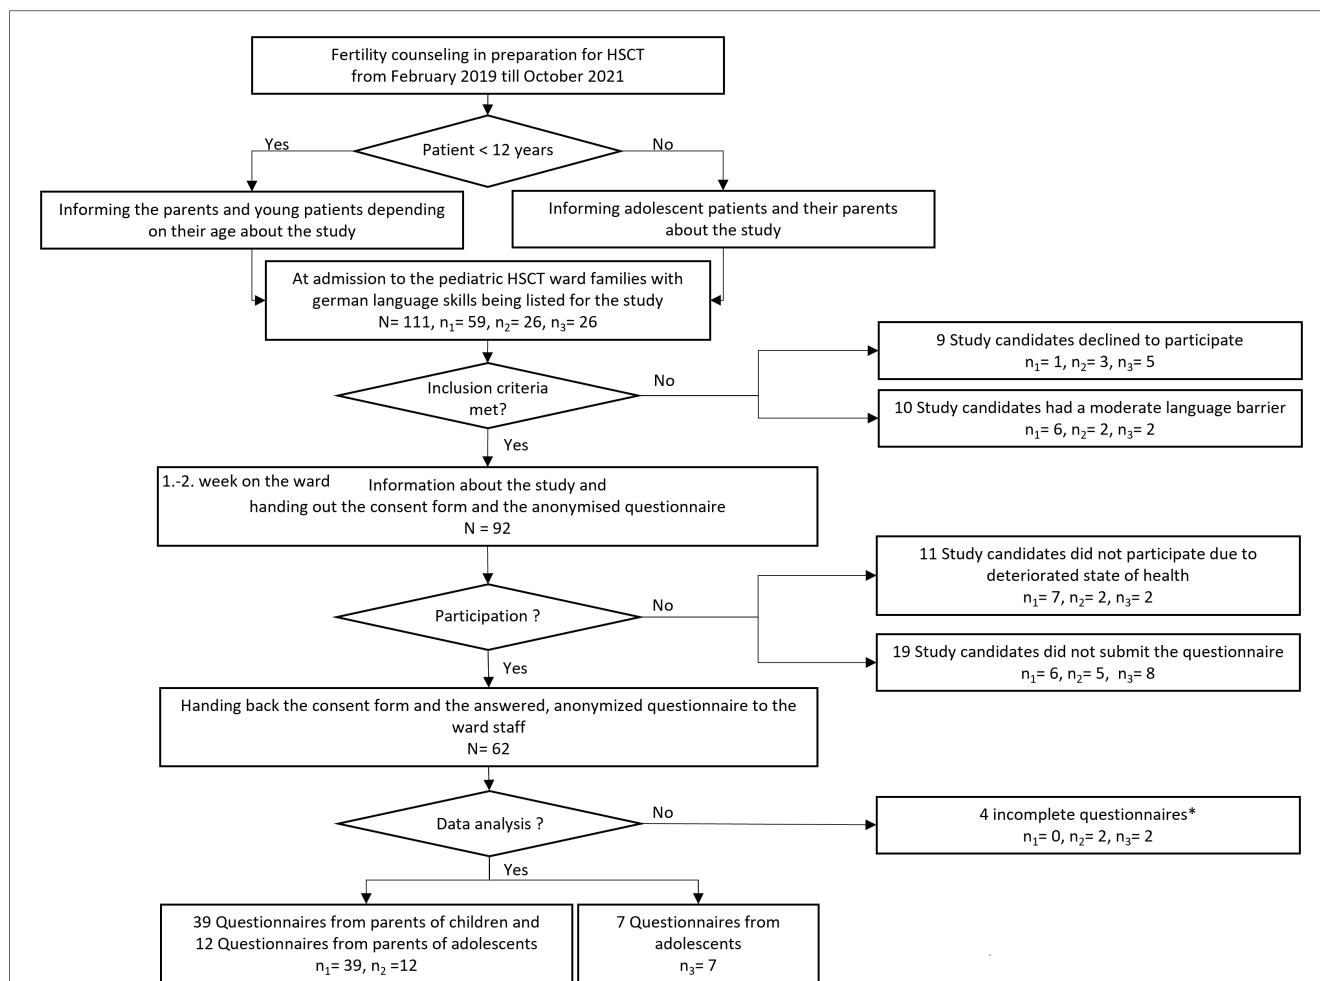 Fertility counseling in preparation for HSCT
from February 2019 till October 2021
Patient < 12 years
Yes
No
Informing the parents and young patients depending
on their age about the study
Informing adolescent patients and their parents
about the study
At admission to the pediatric HSCT ward families with
german language skills being listed for the study
N= 111, n₁= 59, n₂= 26, n₃= 26
Inclusion criteria
met?
No
9 Study candidates declined to participate
n₁= 1, n₂= 3, n₃= 5
10 Study candidates had a moderate language barrier
n₁= 6, n₂= 2, n₃= 2
Yes
1.-2. week on the ward
Information about the study and
handing out the consent form and the anonymised questionnaire
N = 92
Participation ?
No
11 Study candidates did not participate due to
deteriorated state of health
n₁= 7, n₂= 2, n₃= 2
19 Study candidates did not submit the questionnaire
n₁= 6, n₂= 5, n₃= 8
Yes
Handing back the consent form and the answered, anonymized questionnaire to the
ward staff
N= 62
Data analysis ?
No
4 incomplete questionnaires*
n₁= 0, n₂= 2, n₃= 2
Yes
39 Questionnaires from parents of children and
12 Questionnaires from parents of adolescents
n₁= 39, n₂ =12
7 Questionnaires from
adolescents
n₃= 7